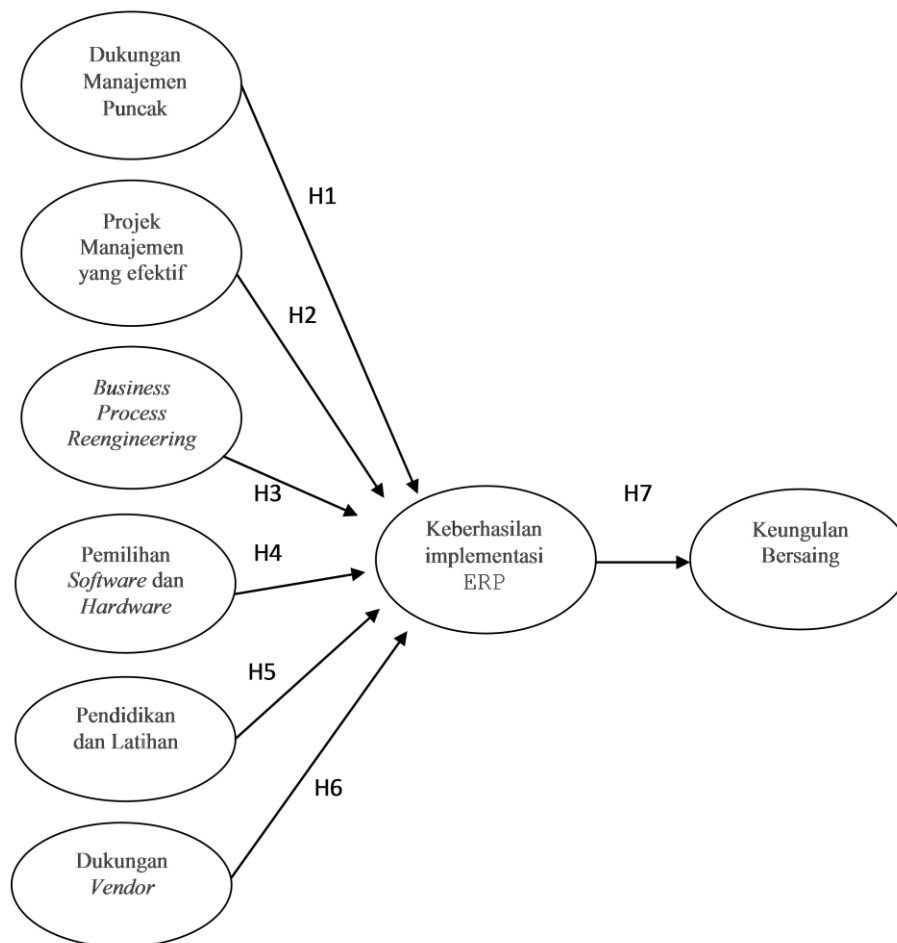 Dukungan
Manajemen
Puncak
H1
Projek
Manajemen
yang efektif
H2
Business
Process
Reengineering
H3
Pemilihan
Software dan
Hardware
H4
Keberhasilan
implementasi
ERP
H7
Keungulan
Bersaing
Pendidikan
dan Latihan
H5
Dukungan
Vendor
H6